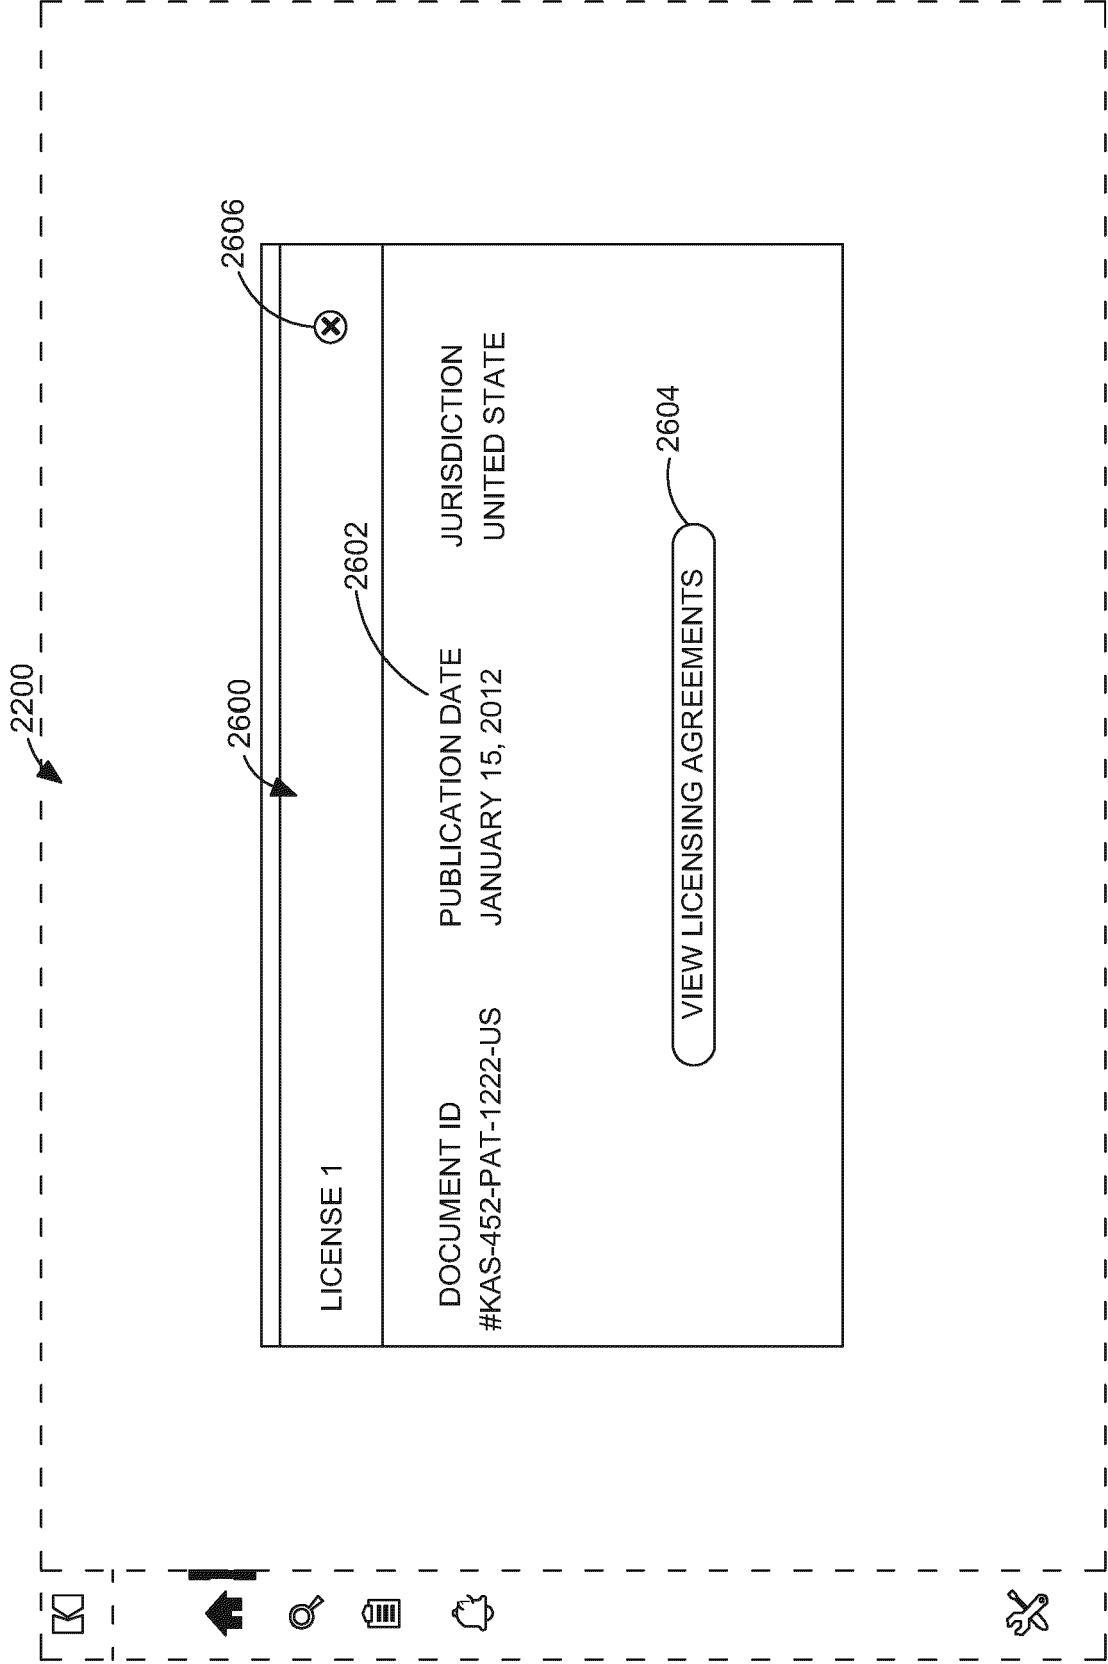 2200
2600
2606
LICENSE 1
2602
DOCUMENT ID
#KAS-452-PAT-1222-US
PUBLICATION DATE
JANUARY 15, 2012
JURISDICTION
UNITED STATE
2604
VIEW LICENSING AGREEMENTS